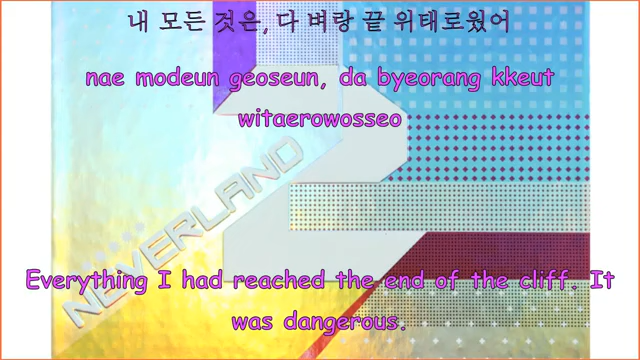 내 모든 것은, 다 벼랑 끝 위태로웠어
nae modeun geoseun, da byeorang kkeut
witaerowosseo
NEVERLAND
Everything I had reached the end of the cliff. It
was dangerous.